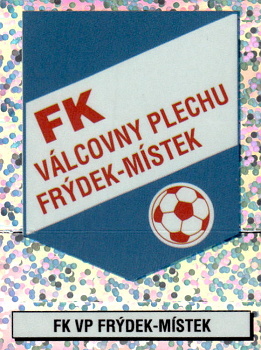 FK
VÁLCOVNY PLECHU
FRÝDEK-MÍSTEK
FK VP FRÝDEK-MÍSTEK